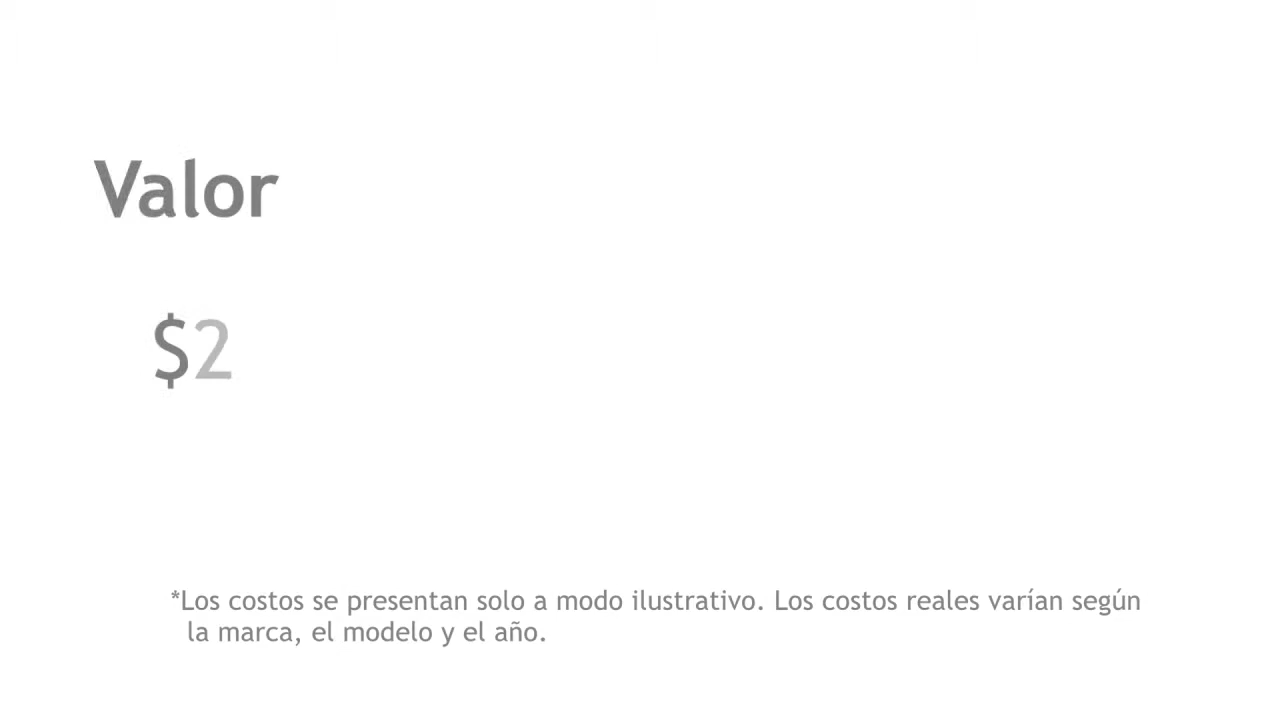 Valor
$2
*Los costos se presentan solo a modo ilustrativo. Los costos reales varían según
la marca, el modelo y el año.